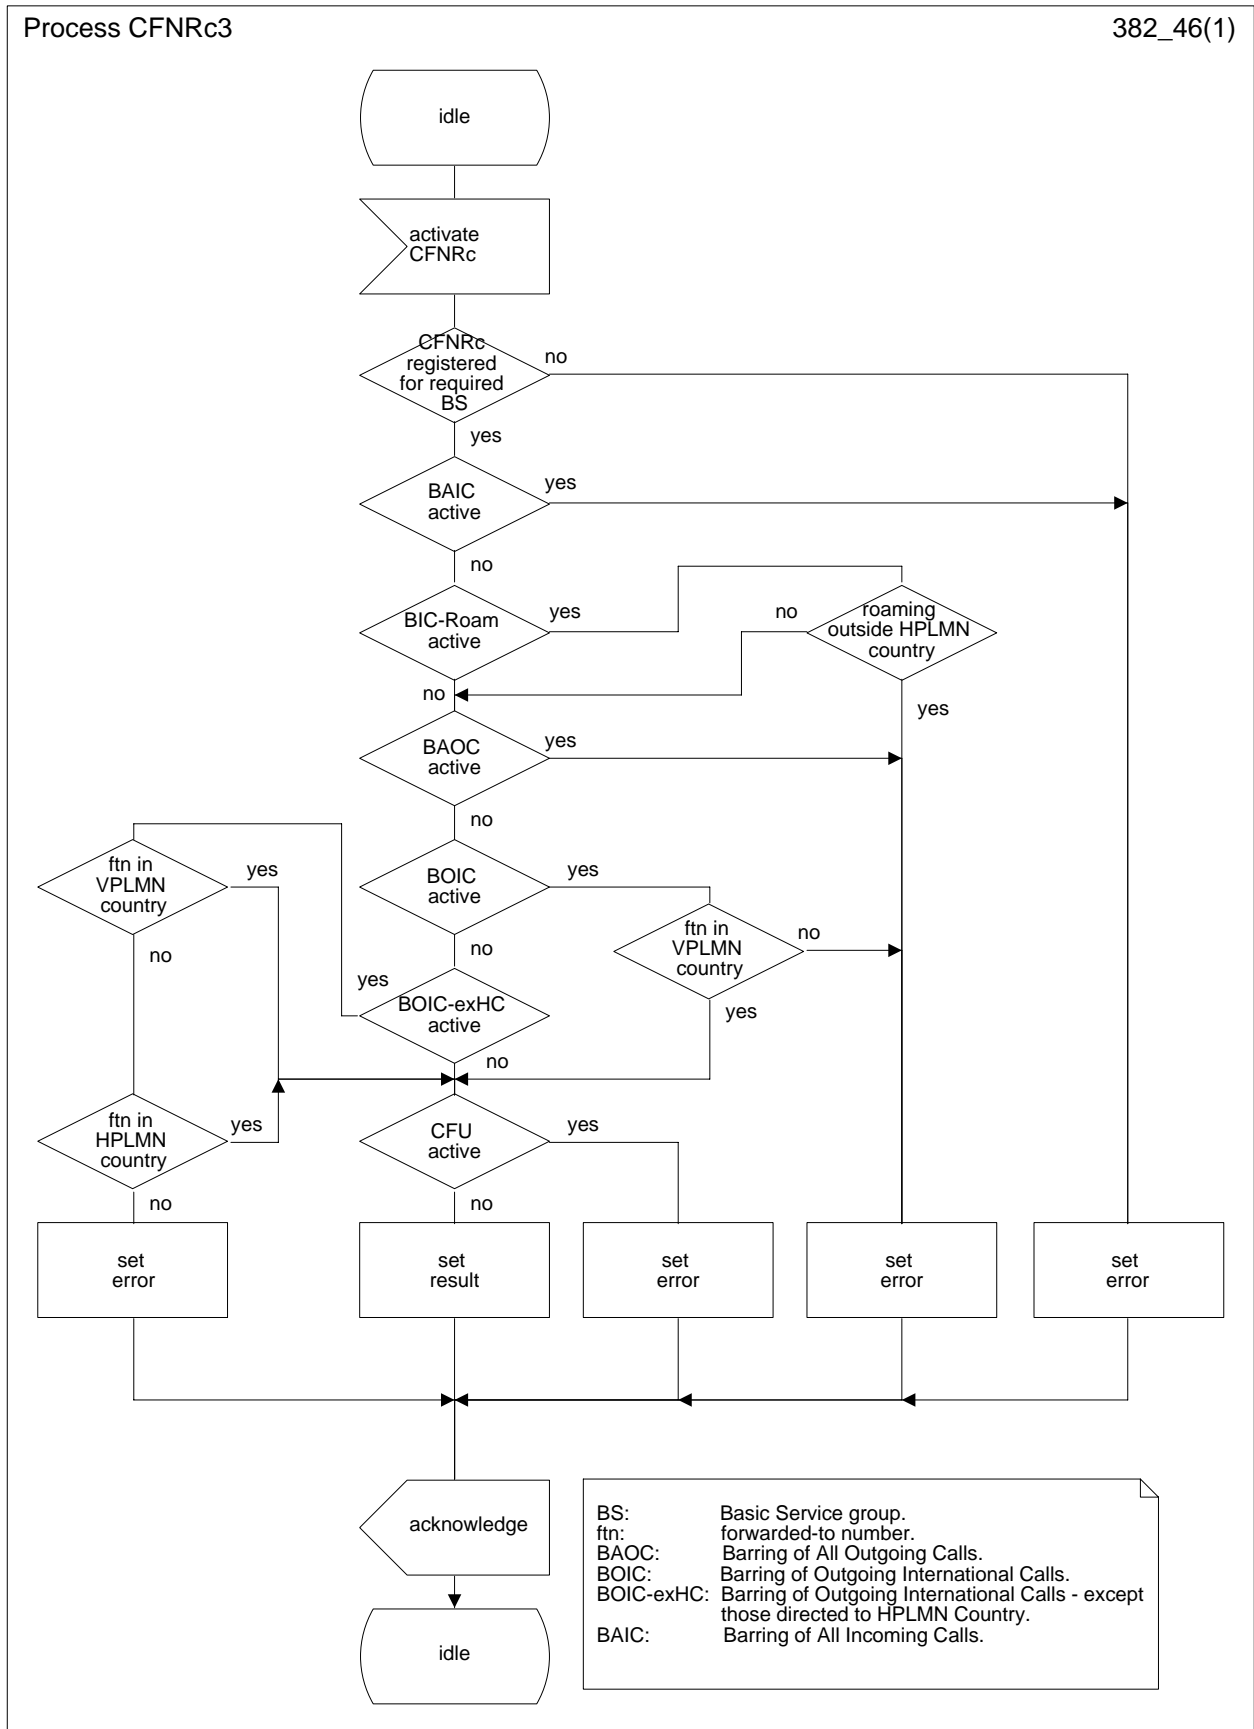 Process CFNRc3
382_46(1)
idle
activate
CFNRc
CFNRc
registered
for required
BS
no
yes
BAIC
active
yes
no
BIC-Roam
active
yes
no
roaming
outside HPLMN
country
no
yes
BAOC
active
yes
no
ftn in
VPLMN
country
yes
no
BOIC
active
yes
no
ftn in
VPLMN
country
no
yes
yes
BOIC-exHC
active
no
ftn in
HPLMN
country
yes
no
CFU
active
yes
no
set
error
set
result
set
error
set
error
set
error
acknowledge
idle
BS: Basic Service group.
ftn: forwarded-to number.
BAOC: Barring of All Outgoing Calls.
BOIC: Barring of Outgoing International Calls.
BOIC-exHC: Barring of Outgoing International Calls - except
those directed to HPLMN Country.
BAIC: Barring of All Incoming Calls.